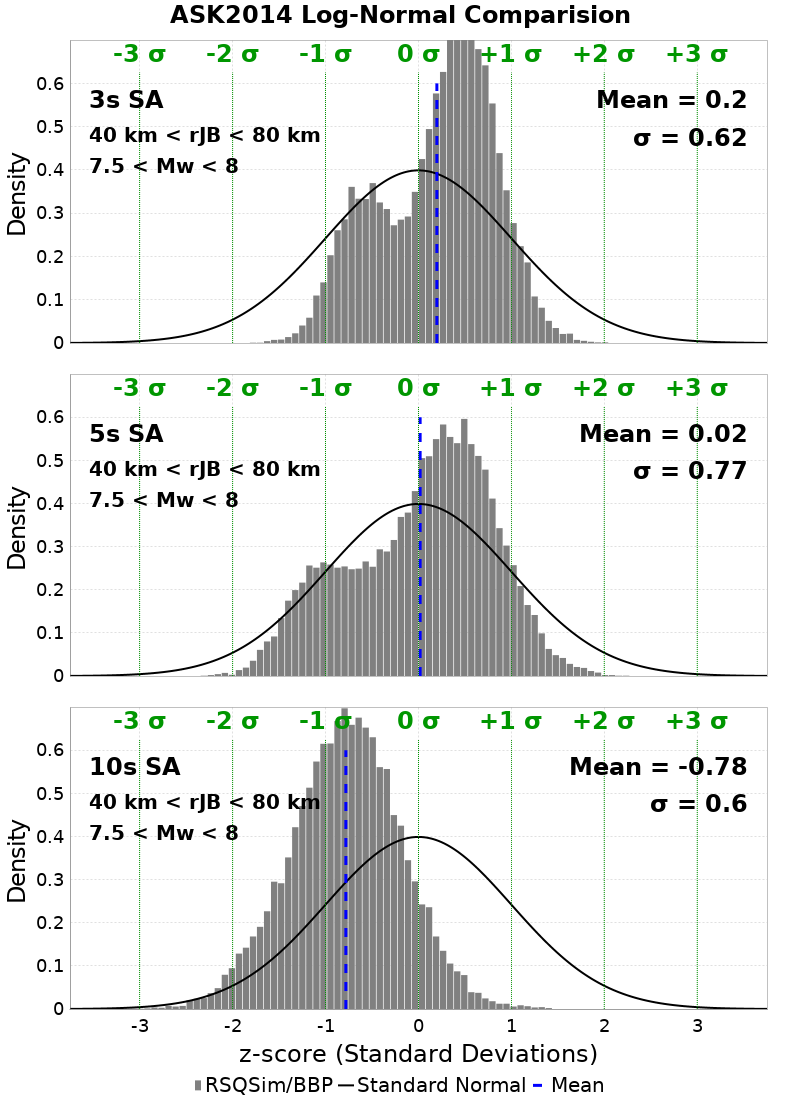 ASK2014 Log-Normal Comparision
-3 σ -2 σ -1 σ 0 σ +1 σ +2 σ +3 σ
0.6
3s SA Mean = 0.2
0.5
40 km < rJB < 80 km σ = 0.62
7.5 < Mw < 8
0.4
0.3
0.2
0.1
0
Density
-3 σ -2 σ -1 σ 0 σ +1 σ +2 σ +3 σ
0.6
5s SA Mean = 0.02
0.5
40 km < rJB < 80 km σ = 0.77
7.5 < Mw < 8
0.4
0.3
0.2
0.1
0
Density
-3 σ -2 σ -1 σ 0 σ +1 σ +2 σ +3 σ
0.6
10s SA Mean = -0.78
0.5
40 km < rJB < 80 km σ = 0.6
7.5 < Mw < 8
0.4
0.3
0.2
0.1
0
Density
-3 -2 -1 0 1 2 3
z-score (Standard Deviations)
RSQSim/BBP Standard Normal Mean